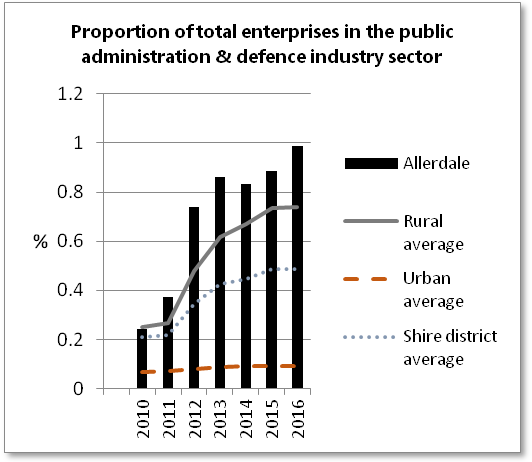 Proportion of total enterprises in the public
administration & defence industry sector
1.2
1
0.8
0.6
0.4
0.2
0
%
2010
2011
2012
2013
2014
2015
2016
Allerdale
Rural
average
Urban
average
Shire district
average